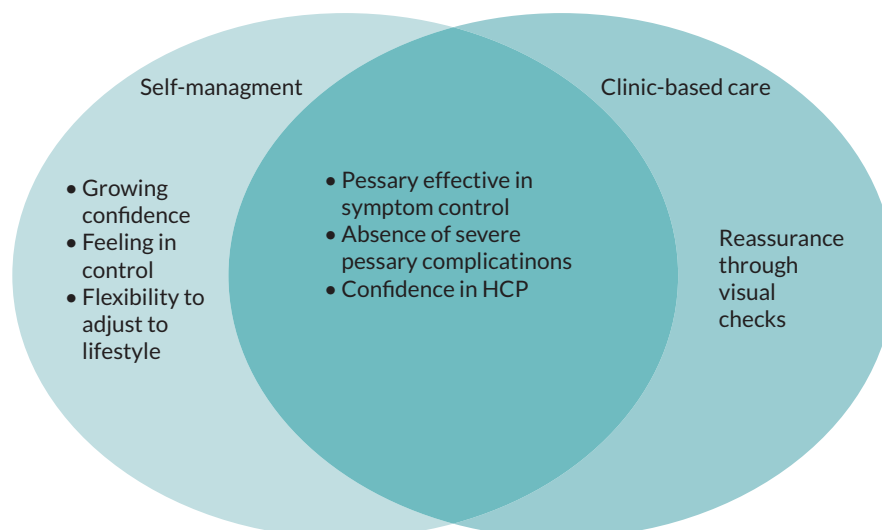 Self-managment
Clinic-based care
• Growing
confidence
• Feeling in
control
• Flexibility to
adjust to
lifestyle
• Pessary effective in
symptom control
• Absence of severe
pessary complicatinons
• Confidence in HCP
Reassurance
through
visual
checks